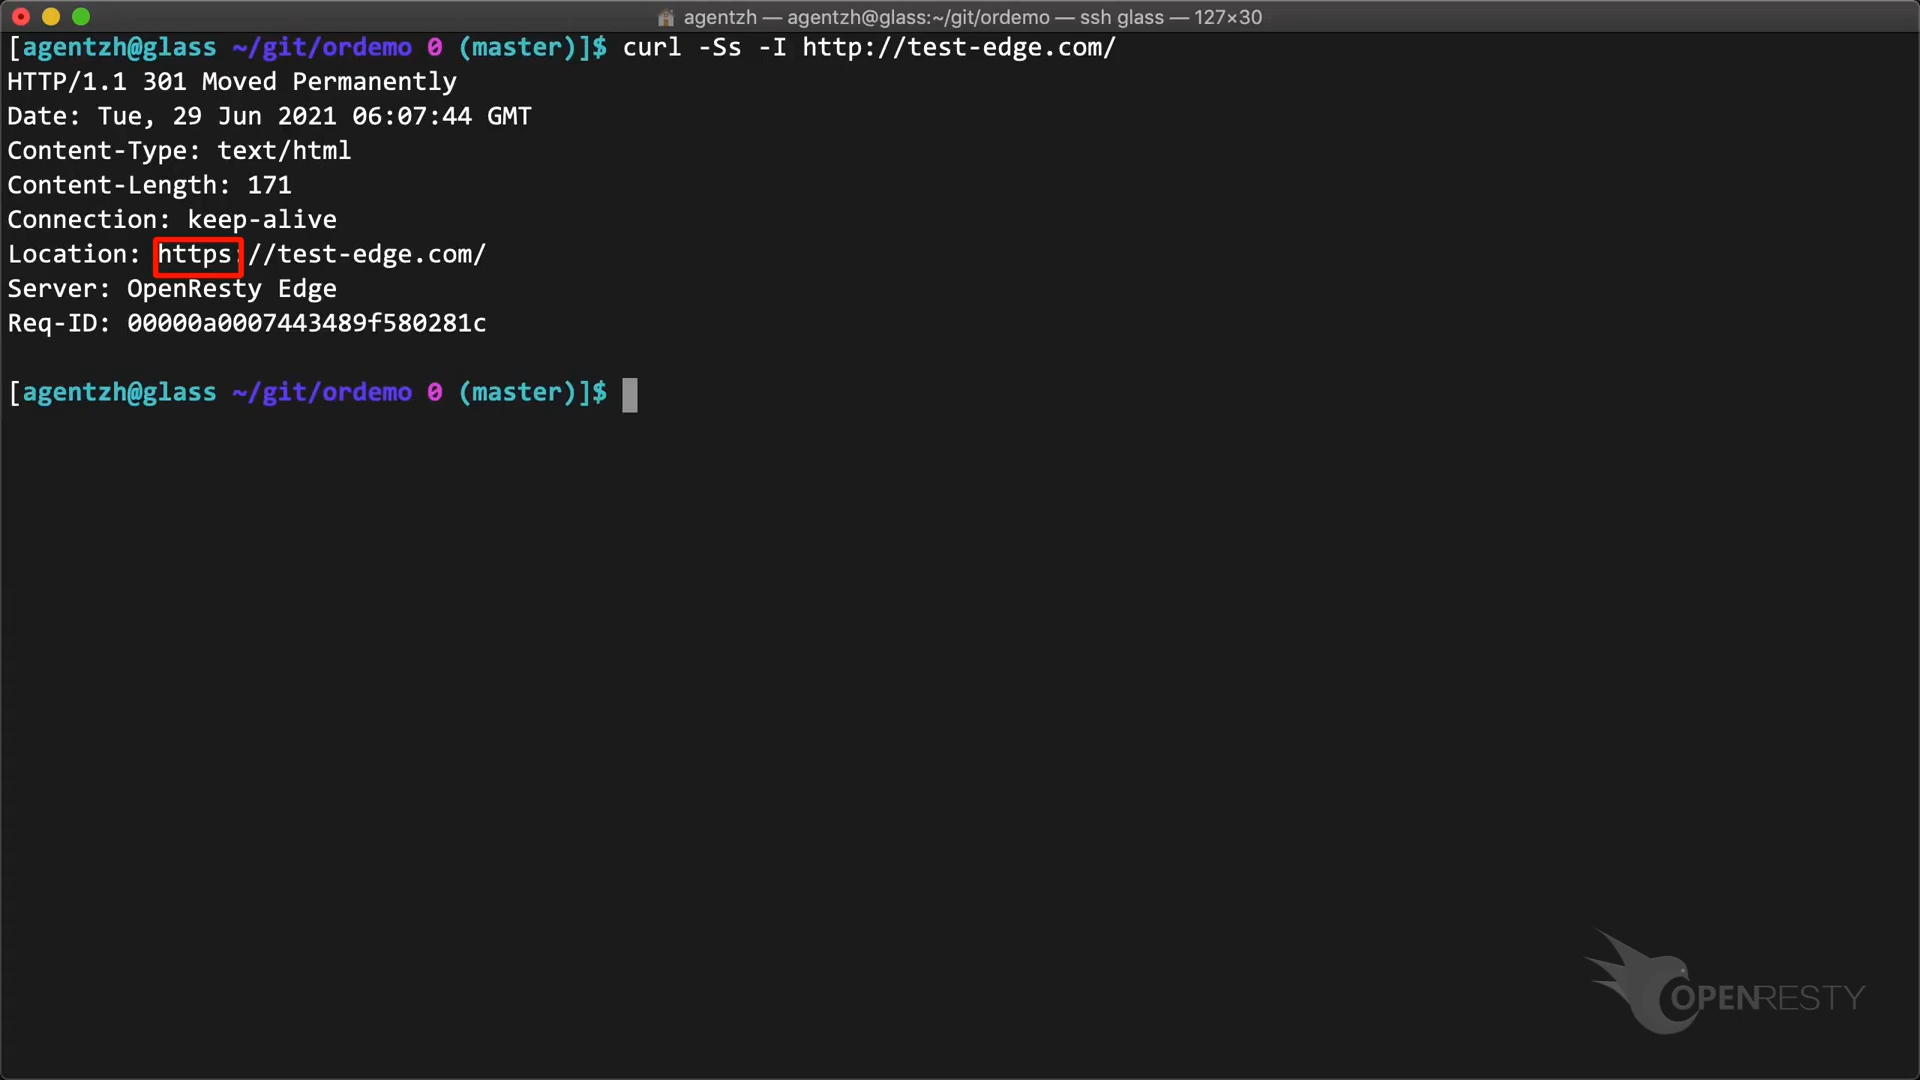 agentzh — agentzh@glass:~/git/ordemo — ssh glass — 127×30
[agentzh@glass ~/git/ordemo 0 (master)]$ curl -Ss -I http://test-edge.com/
HTTP/1.1 301 Moved Permanently
Date: Tue, 29 Jun 2021 06:07:44 GMT
Content-Type: text/html
Content-Length: 171
Connection: keep-alive
Location: https://test-edge.com/
Server: OpenResty Edge
Req-ID: 00000a0007443489f580281c
[agentzh@glass ~/git/ordemo 0 (master)]$
OPENRESTY